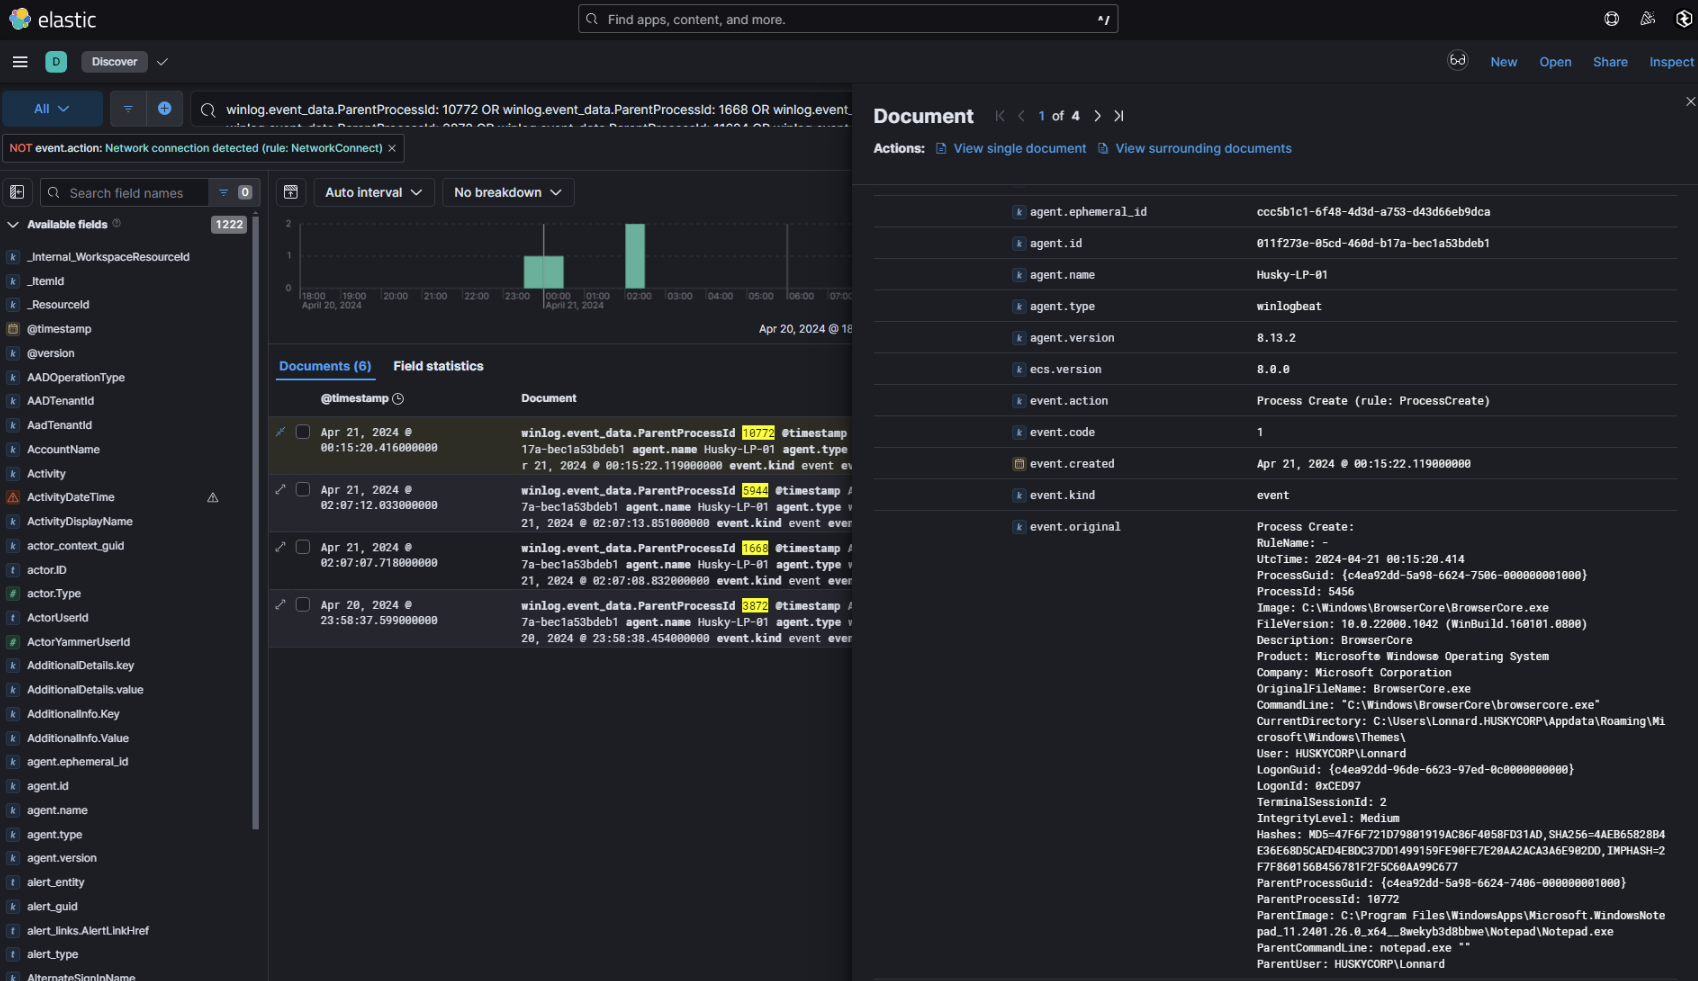 elastic
Find apps, content, and more.
^/
D
Discover
New
Open
Share
Inspect
All
winlog.event_data.ParentProcessId: 10772 OR winlog.event_data.ParentProcessId: 1668 OR winlog.event_
NOT event.action: Network connection detected (rule: NetworkConnect) ×
Search field names
0
Available fields
1222
_Internal_WorkspaceResourceId
_ItemId
_ResourceId
@timestamp
@version
AADOperationType
AADTenantId
AadTenantId
AccountName
Activity
ActivityDateTime
ActivityDisplayName
actor_context_guid
actor.ID
actor.Type
ActorUserId
ActorYammerUserId
AdditionalDetails.key
AdditionalDetails.value
AdditionalInfo.Key
AdditionalInfo.Value
agent.ephemeral_id
agent.id
agent.name
agent.type
agent.version
alert_entity
alert_guid
alert_links.AlertLinkHref
alert_type
AlternateSignInName
Auto interval
No breakdown
2
1
0
18:00 19:00 20:00 21:00 22:00 23:00 00:00 01:00 02:00 03:00 04:00 05:00 06:00 07:00
April 20, 2024 April 21, 2024
Apr 20, 2024 @ 18
Documents (6)
Field statistics
@timestamp
Document
Apr 21, 2024 @
00:15:20.416000000
winlog.event_data.ParentProcessId 10772 @timestamp
17a-bec1a53bdeb1 agent.name Husky-LP-01 agent.type
r 21, 2024 @ 00:15:22.119000000 event.kind event ev
Apr 21, 2024 @
02:07:12.033000000
winlog.event_data.ParentProcessId 5944 @timestamp A
7a-bec1a53bdeb1 agent.name Husky-LP-01 agent.type w
21, 2024 @ 02:07:13.851000000 event.kind event even
Apr 21, 2024 @
02:07:07.718000000
winlog.event_data.ParentProcessId 1668 @timestamp A
7a-bec1a53bdeb1 agent.name Husky-LP-01 agent.type w
21, 2024 @ 02:07:08.832000000 event.kind event even
Apr 20, 2024 @
23:58:37.599000000
winlog.event_data.ParentProcessId 3872 @timestamp A
7a-bec1a53bdeb1 agent.name Husky-LP-01 agent.type w
20, 2024 @ 23:58:38.454000000 event.kind event even
Document
1 of 4
Actions: View single document View surrounding documents
agent.ephemeral_id ccc5b1c1-6f48-4d3d-a753-d43d66eb9dca
agent.id 011f273e-05cd-460d-b17a-bec1a53bdeb1
agent.name Husky-LP-01
agent.type winlogbeat
agent.version 8.13.2
ecs.version 8.0.0
event.action Process Create (rule: ProcessCreate)
event.code 1
event.created Apr 21, 2024 @ 00:15:22.119000000
event.kind event
event.original Process Create:
RuleName: -
UtcTime: 2024-04-21 00:15:20.414
ProcessGuid: {c4ea92dd-5a98-6624-7506-000000001000}
ProcessId: 5456
Image: C:\Windows\BrowserCore\BrowserCore.exe
FileVersion: 10.0.22000.1042 (WinBuild.160101.0800)
Description: BrowserCore
Product: Microsoft® Windows® Operating System
Company: Microsoft Corporation
OriginalFileName: BrowserCore.exe
CommandLine: "C:\Windows\BrowserCore\browsercore.exe"
CurrentDirectory: C:\Users\Lonnard.HUSKYCORP\Appdata\Roaming\Mi
crosoft\Windows\Themes\
User: HUSKYCORP\Lonnard
LogonGuid: {c4ea92dd-96de-6623-97ed-0c0000000000}
LogonId: 0xCED97
TerminalSessionId: 2
IntegrityLevel: Medium
Hashes: MD5=47F6F721D79801919AC86F4058FD31AD,SHA256=4AEB65828B4
E36E68D5CAED4EBDC37DD1499159FE90FE7E20AA2ACA3A6E902DD,IMPHASH=2
F7F860156B456781F2F5C60AA99C677
ParentProcessGuid: {c4ea92dd-5a98-6624-7406-000000001000}
ParentProcessId: 10772
ParentImage: C:\Program Files\WindowsApps\Microsoft.WindowsNote
pad_11.2401.26.0_x64__8wekyb3d8bbwe\Notepad\Notepad.exe
ParentCommandLine: notepad.exe ""
ParentUser: HUSKYCORP\Lonnard